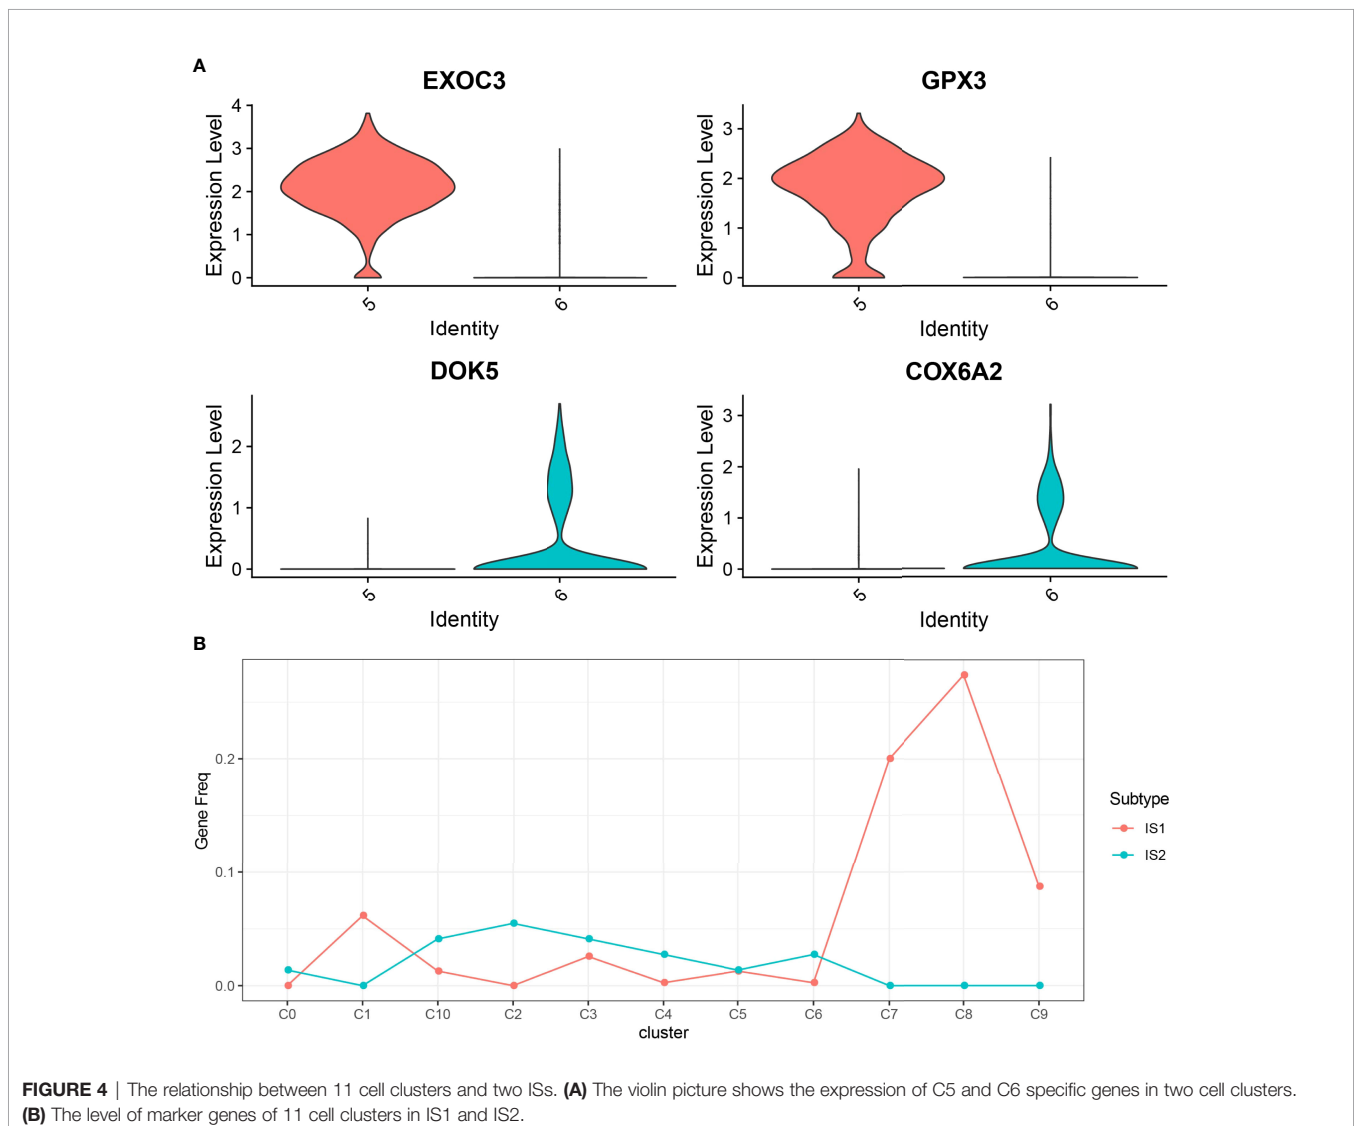 A
EXOC3
GPX3
Expression Level
4
3
2
1
0
5
6
Identity
Expression Level
3
2
1
0
5
6
Identity
DOK5
COX6A2
Expression Level
2
1
0
5
6
Identity
Expression Level
3
2
1
0
5
6
Identity
B
Gene Freq
0.2
0.1
0.0
C0 C1 C10 C2 C3 C4 C5 C6 C7 C8 C9
cluster
Subtype
IS1
IS2
FIGURE 4 | The relationship between 11 cell clusters and two ISs. (A) The violin picture shows the expression of C5 and C6 specific genes in two cell clusters.
(B) The level of marker genes of 11 cell clusters in IS1 and IS2.